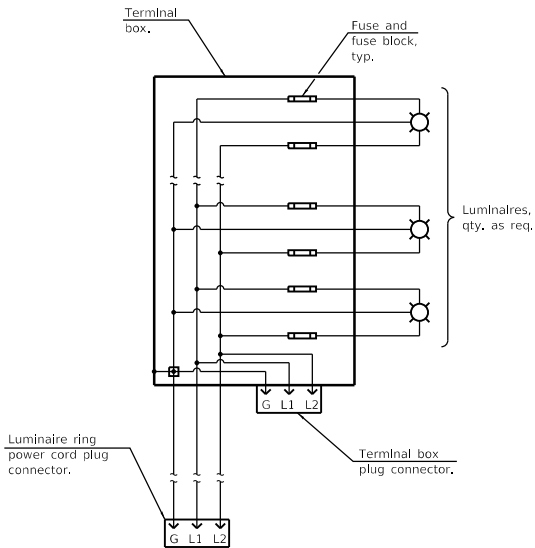 Terminal
box.
Fuse and
fuse block,
typ.
Luminaires,
qty. as req.
G L1 L2
Luminaire ring
power cord plug
connector.
Terminal box
plug connector.
G L1 L2